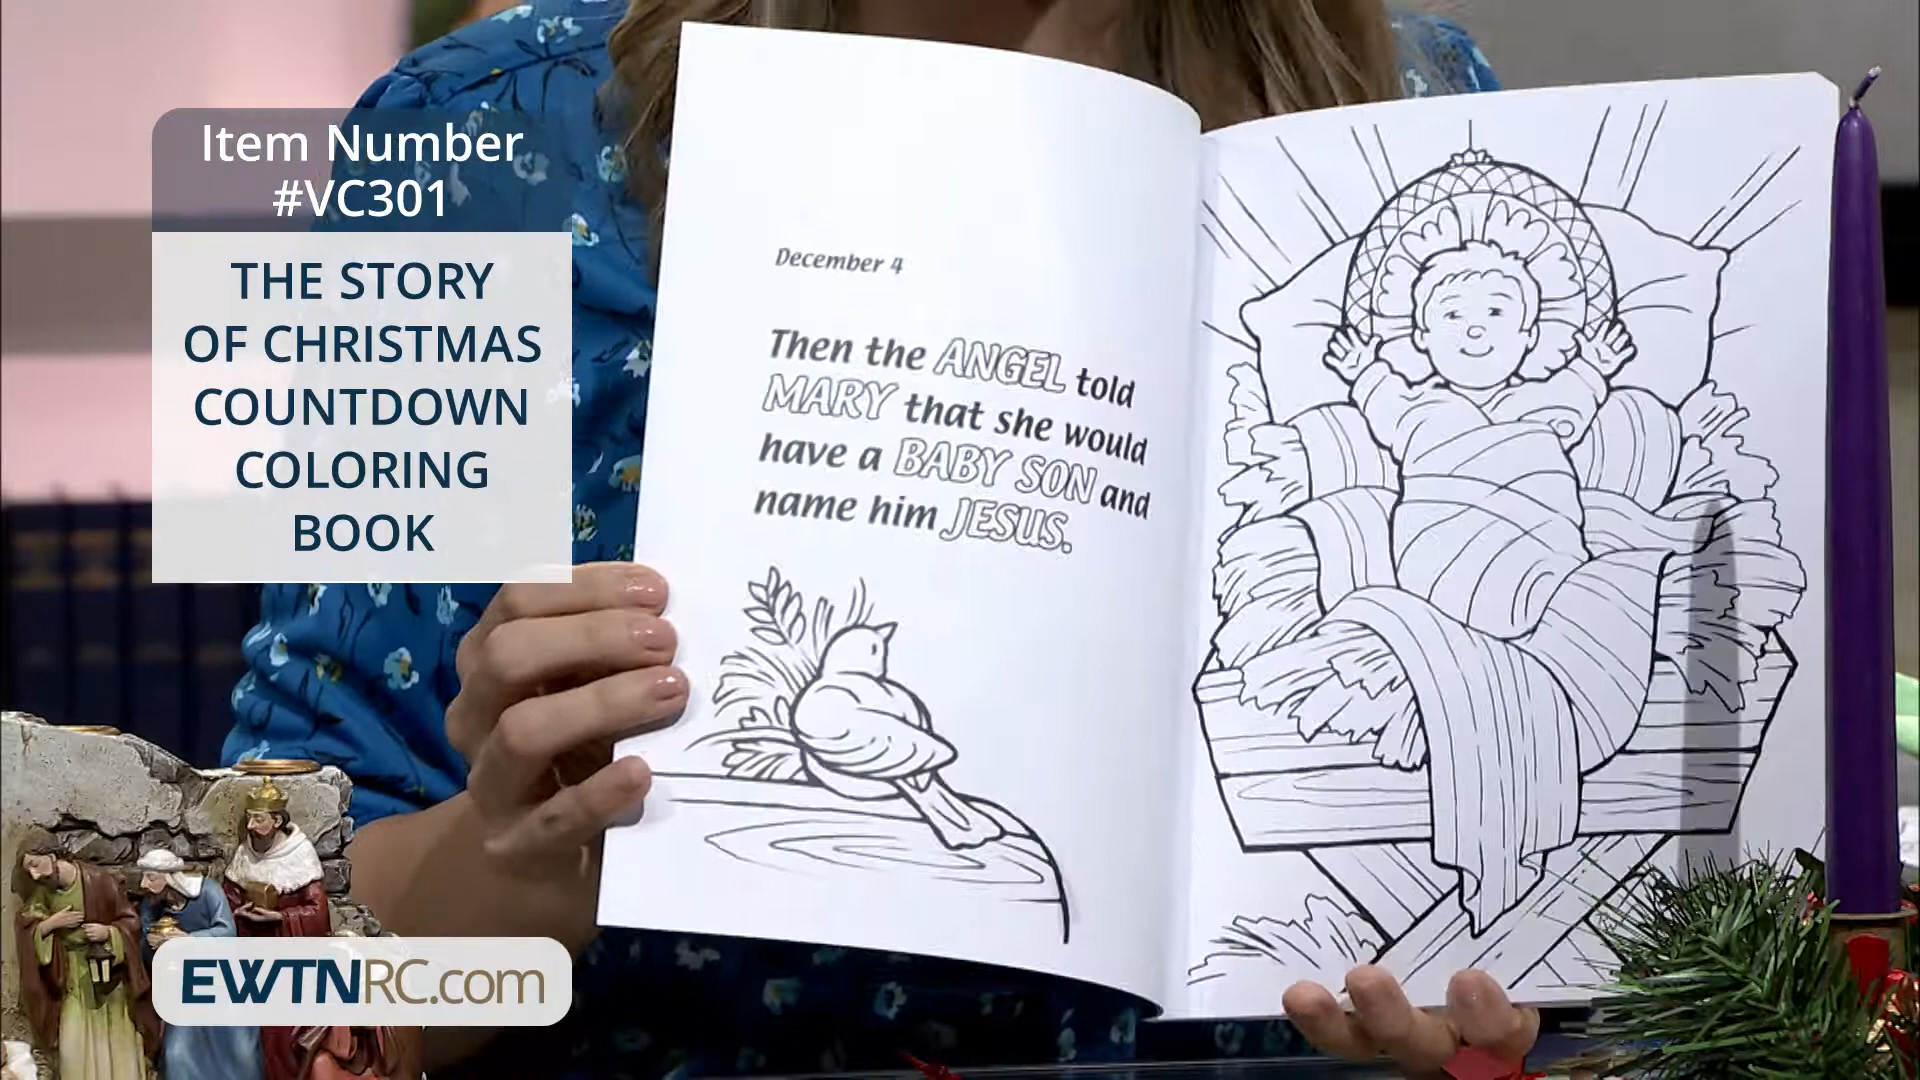 Item Number
#VC301
THE STORY
OF CHRISTMAS
COUNTDOWN
COLORING
BOOK
EWTNRC.com
December 4
Then the ANGEL told
MARY that she would
have a BABY SON and
name him JESUS.